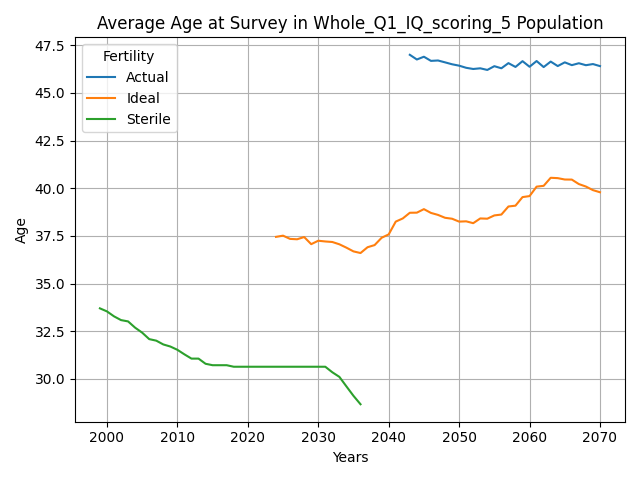 Average Age at Survey in Whole_Q1_IQ_scoring_5 Population
Fertility
Actual
Ideal
Sterile
47.5
45.0
42.5
40.0
37.5
35.0
32.5
30.0
Age
2000 2010 2020 2030 2040 2050 2060 2070
Years